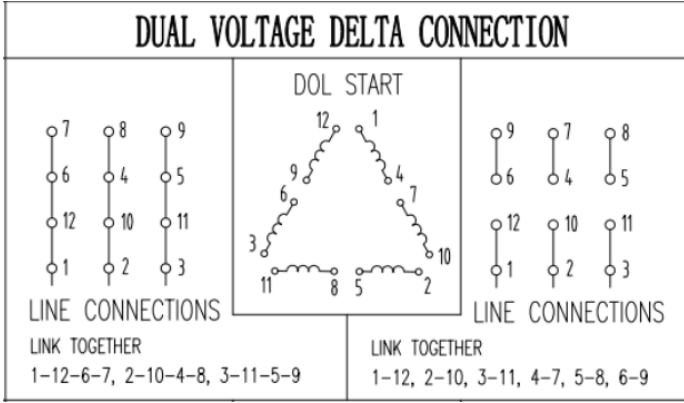 DUAL VOLTAGE DELTA CONNECTION
7 8 9
6 4 5
12 10 11
1 2 3
LINE CONNECTIONS
LINK TOGETHER
1-12-6-7, 2-10-4-8, 3-11-5-9
DOL START
12 1
9 4
6 7
3 10
11 8 5 2
9 7 8
6 4 5
12 10 11
1 2 3
LINE CONNECTIONS
LINK TOGETHER
1-12, 2-10, 3-11, 4-7, 5-8, 6-9